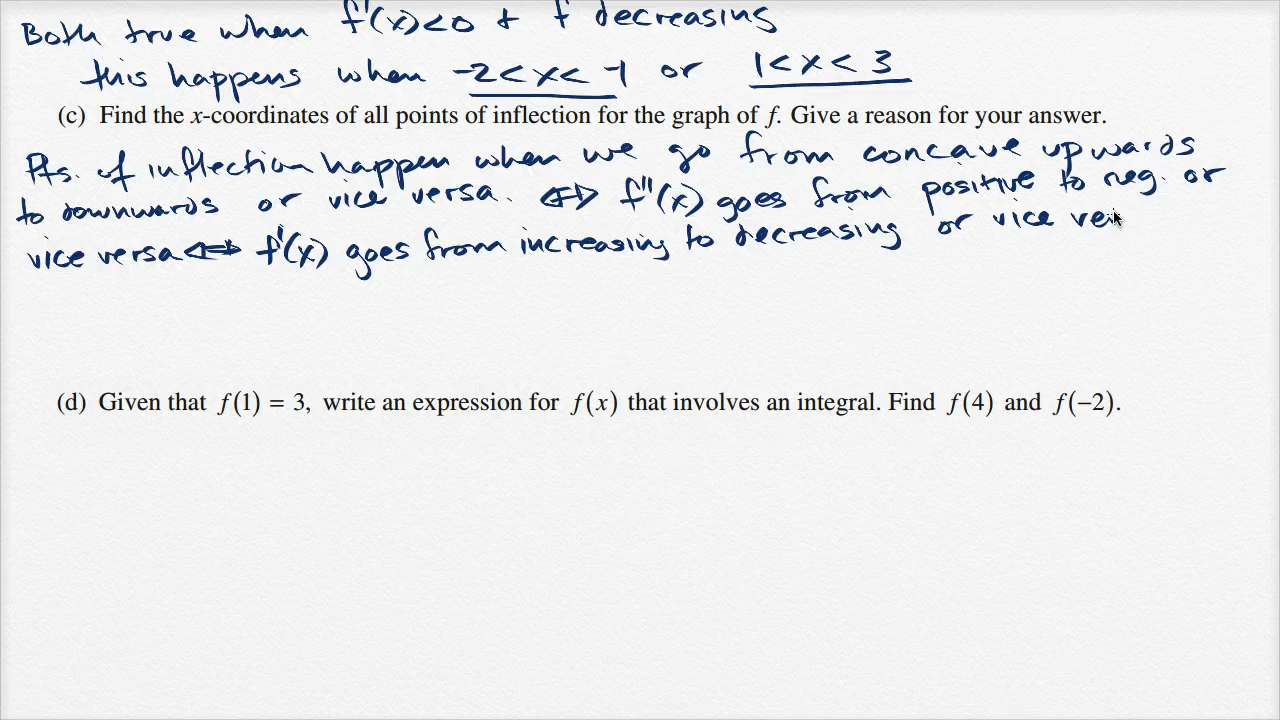 Both true when f'(x)<0 + f' decreasing
this happens when -2<x<-1 or 1<x<3
(c) Find the x-coordinates of all points of inflection for the graph of f. Give a reason for your answer.
Pts. of inflection happen when we go from concave upwards
to downwards or vice versa. ⇔ f''(x) goes from positive to neg. or
vice versa ⇔ f'(x) goes from increasing to decreasing or vice ve
(d) Given that f(1) = 3, write an expression for f(x) that involves an integral. Find f(4) and f(−2).